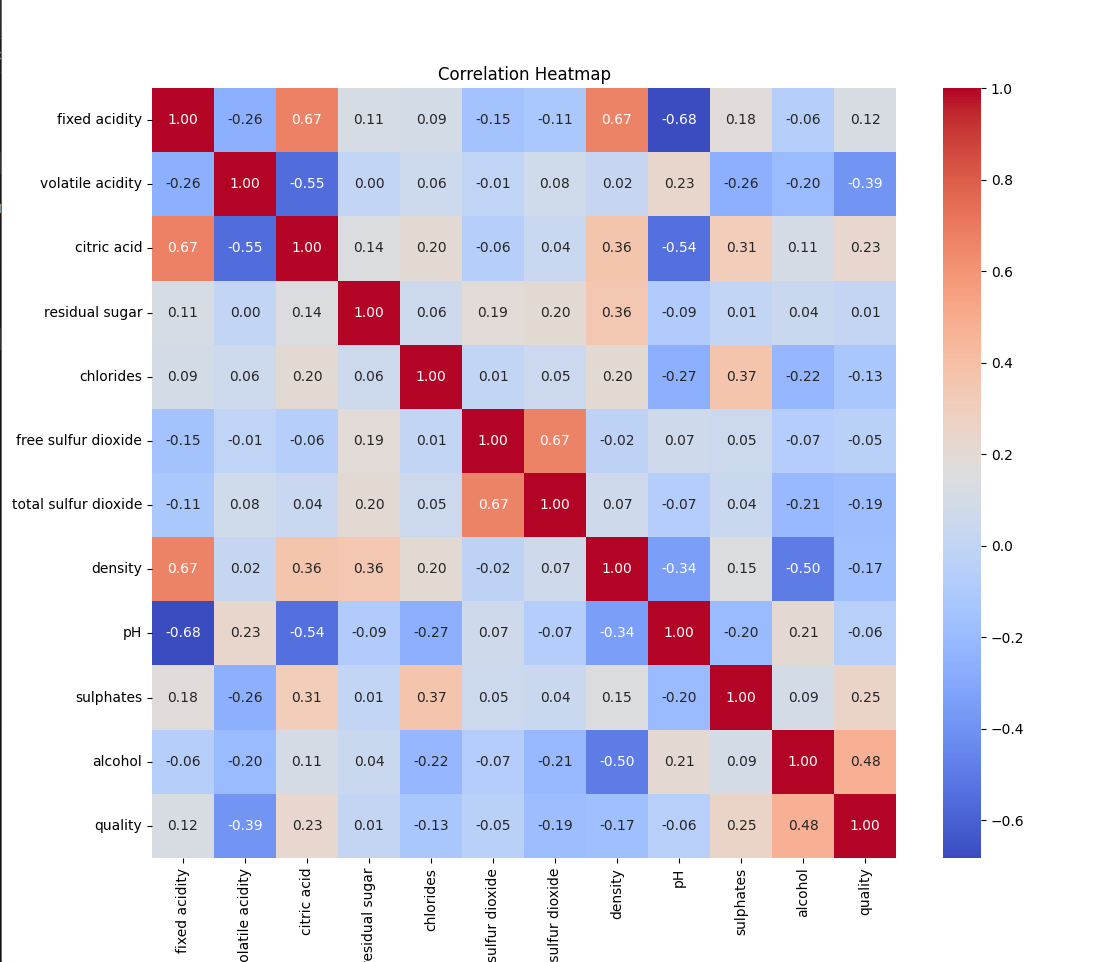 Correlation Heatmap
fixed acidity 1.00 -0.26 0.67 0.11 0.09 -0.15 -0.11 0.67 -0.68 0.18 -0.06 0.12
volatile acidity -0.26 1.00 -0.55 0.00 0.06 -0.01 0.08 0.02 0.23 -0.26 -0.20 -0.39
citric acid 0.67 -0.55 1.00 0.14 0.20 -0.06 0.04 0.36 -0.54 0.31 0.11 0.23
residual sugar 0.11 0.00 0.14 1.00 0.06 0.19 0.20 0.36 -0.09 0.01 0.04 0.01
chlorides 0.09 0.06 0.20 0.06 1.00 0.01 0.05 0.20 -0.27 0.37 -0.22 -0.13
free sulfur dioxide -0.15 -0.01 -0.06 0.19 0.01 1.00 0.67 -0.02 0.07 0.05 -0.07 -0.05
total sulfur dioxide -0.11 0.08 0.04 0.20 0.05 0.67 1.00 0.07 -0.07 0.04 -0.21 -0.19
density 0.67 0.02 0.36 0.36 0.20 -0.02 0.07 1.00 -0.34 0.15 -0.50 -0.17
pH -0.68 0.23 -0.54 -0.09 -0.27 0.07 -0.07 -0.34 1.00 -0.20 0.21 -0.06
sulphates 0.18 -0.26 0.31 0.01 0.37 0.05 0.04 0.15 -0.20 1.00 0.09 0.25
alcohol -0.06 -0.20 0.11 0.04 -0.22 -0.07 -0.21 -0.50 0.21 0.09 1.00 0.48
quality 0.12 -0.39 0.23 0.01 -0.13 -0.05 -0.19 -0.17 -0.06 0.25 0.48 1.00
fixed acidity
olatile acidity
citric acid
esidual sugar
chlorides
sulfur dioxide
sulfur dioxide
density
pH
sulphates
alcohol
quality
1.0
0.8
0.6
0.4
0.2
0.0
−0.2
−0.4
−0.6